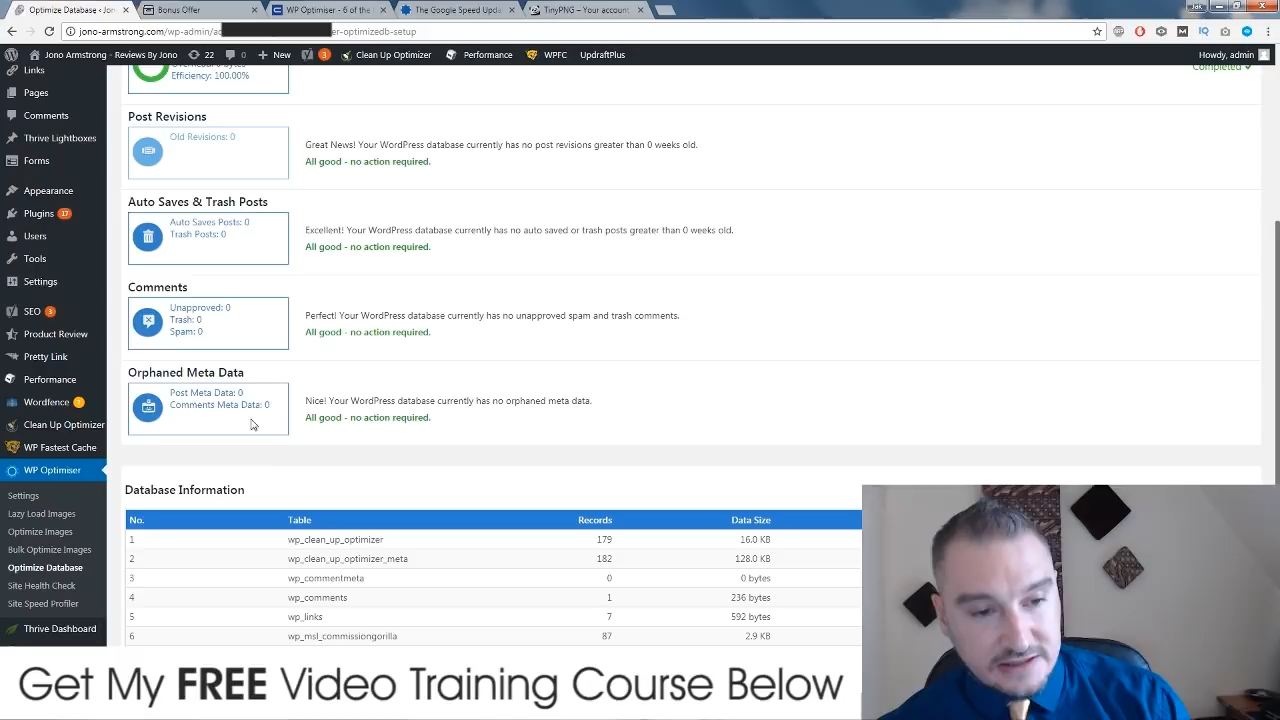 Optimize Database ‹ Jon
Bonus Offer
WP Optimiser - 6 of the
The Google Speed Upda
TinyPNG – Your account
Jak
jono-armstrong.com/wp-admin/ad
er-optimizedb-setup
Jono Armstrong - Reviews By Jono
22
0
New
3
Clean Up Optimizer
Performance
WPFC
UpdraftPlus
Howdy, admin
Links
Pages
Comments
Thrive Lightboxes
Forms
Appearance
Plugins 17
Users
Tools
Settings
SEO 3
Product Review
Pretty Link
Performance
Wordfence 1
Clean Up Optimizer
WP Fastest Cache
WP Optimiser
Settings
Lazy Load Images
Optimize Images
Bulk Optimize Images
Optimize Database
Site Health Check
Site Speed Profiler
Thrive Dashboard
Overhead: 0 bytes
Efficiency: 100.00%
Completed ✓
Post Revisions
Old Revisions: 0
Great News! Your WordPress database currently has no post revisions greater than 0 weeks old.
All good - no action required.
Auto Saves & Trash Posts
Auto Saves Posts: 0
Trash Posts: 0
Excellent! Your WordPress database currently has no auto saved or trash posts greater than 0 weeks old.
All good - no action required.
Comments
Unapproved: 0
Trash: 0
Spam: 0
Perfect! Your WordPress database currently has no unapproved spam and trash comments.
All good - no action required.
Orphaned Meta Data
Post Meta Data: 0
Comments Meta Data: 0
Nice! Your WordPress database currently has no orphaned meta data.
All good - no action required.
Database Information
No. Table Records Data Size
1 wp_clean_up_optimizer 179 16.0 KB
2 wp_clean_up_optimizer_meta 182 128.0 KB
3 wp_commentmeta 0 0 bytes
4 wp_comments 1 236 bytes
5 wp_links 7 592 bytes
6 wp_msl_commissiongorilla 87 2.9 KB
Get My FREE Video Training Course Below